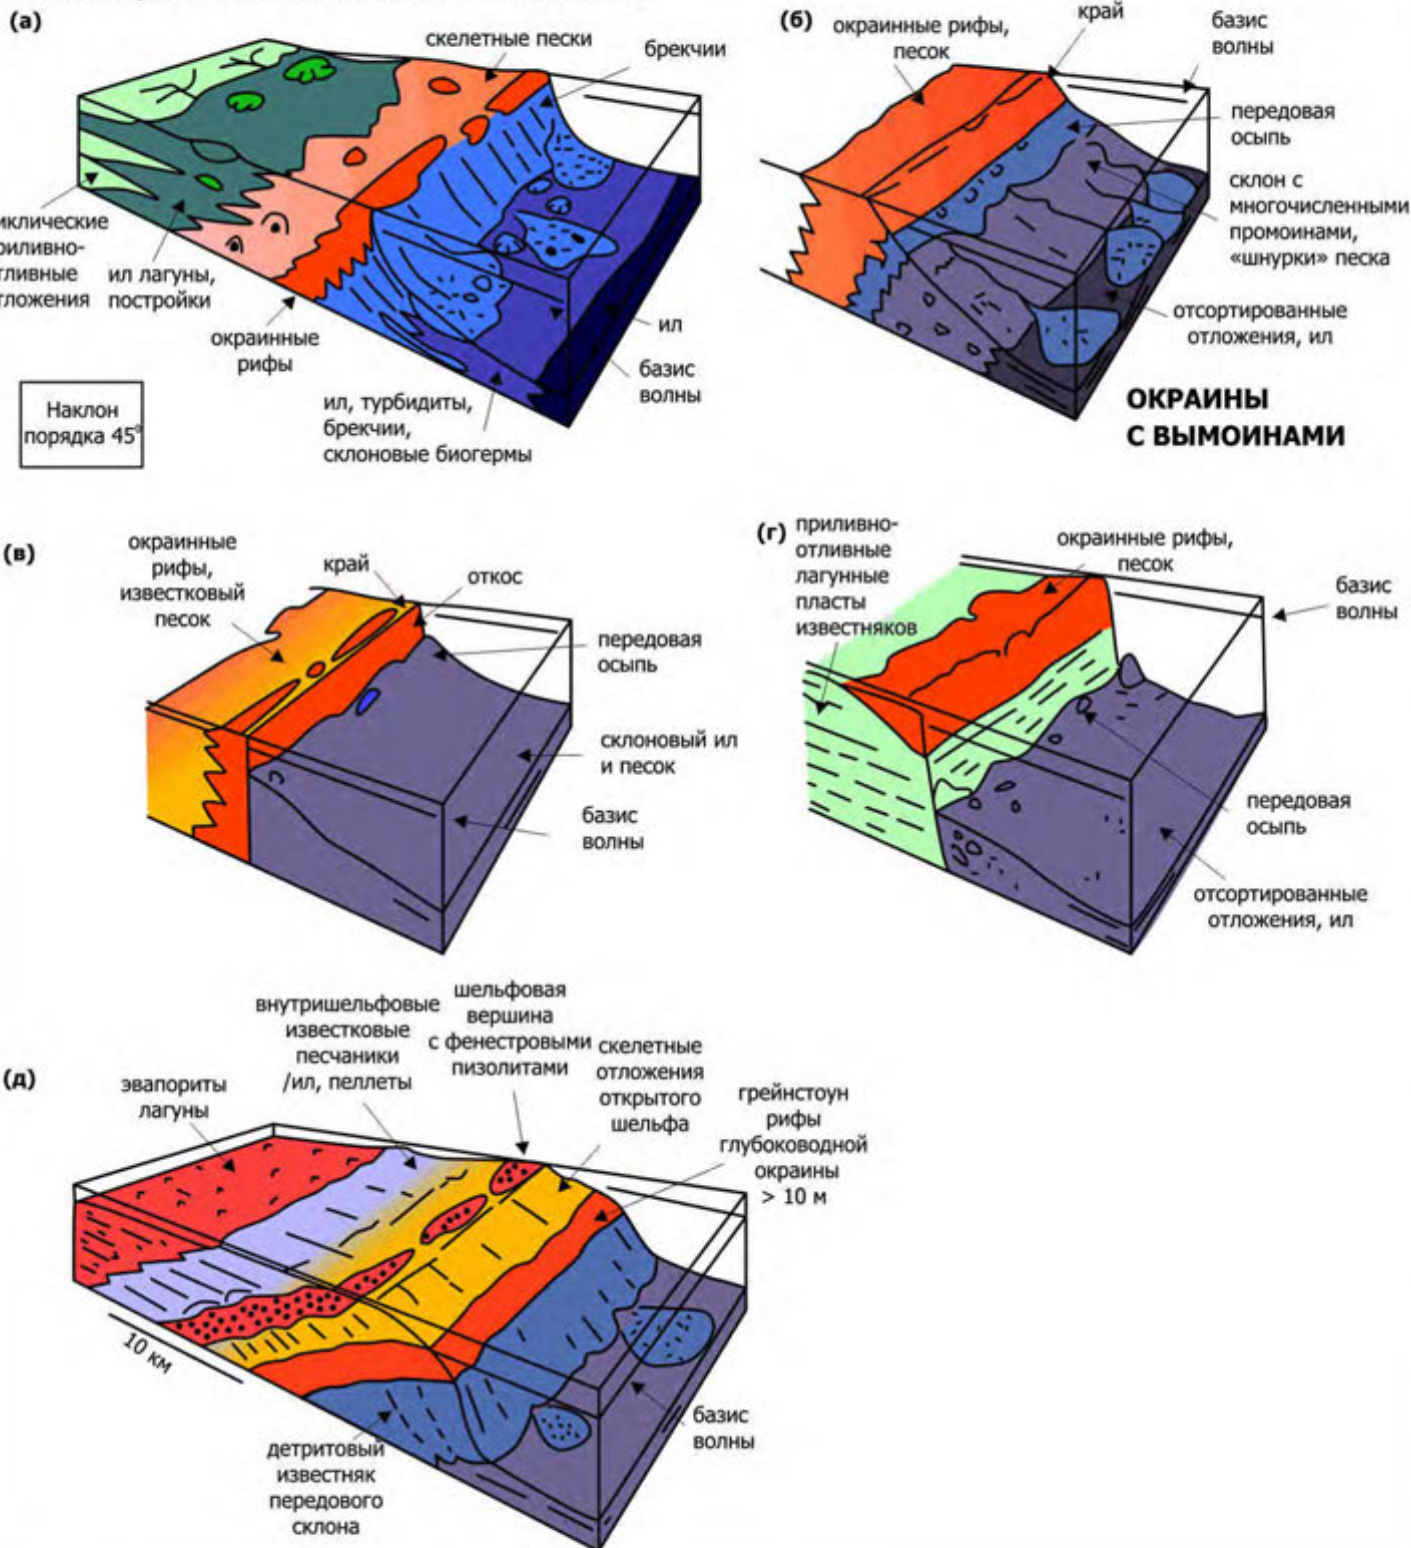 (а)
скелетные пески
брекчии
иклические
риливно-
тливные
тложения
ил лагуны,
постройки
окраинные
рифы
ил
базис
волны
ил, турбидиты,
брекчии,
склоновые биогермы
Наклон
порядка 45°
(б)
окраинные рифы,
песок
край
базис
волны
передовая
осыпь
склон с
многочисленными
промоинами,
«шнурки» песка
отсортированные
отложения, ил
ОКРАИНЫ
С ВЫМОИНАМИ
(в)
окраинные
рифы,
известковый
песок
край
откос
передовая
осыпь
склоновый ил
и песок
базис
волны
(г)
приливно-
отливные
лагунные
пласты
известняков
окраинные рифы,
песок
базис
волны
передовая
осыпь
отсортированные
отложения, ил
(д)
эвапориты
лагуны
внутришельфовые
известковые
песчаники
/ил, пеллеты
шельфовая
вершина
с фенестровыми
пизолитами
скелетные
отложения
открытого
шельфа
грейнстоун
рифы
глубоководной
окраины
> 10 м
10 км
детритовый
известняк
передового
склона
базис
волны